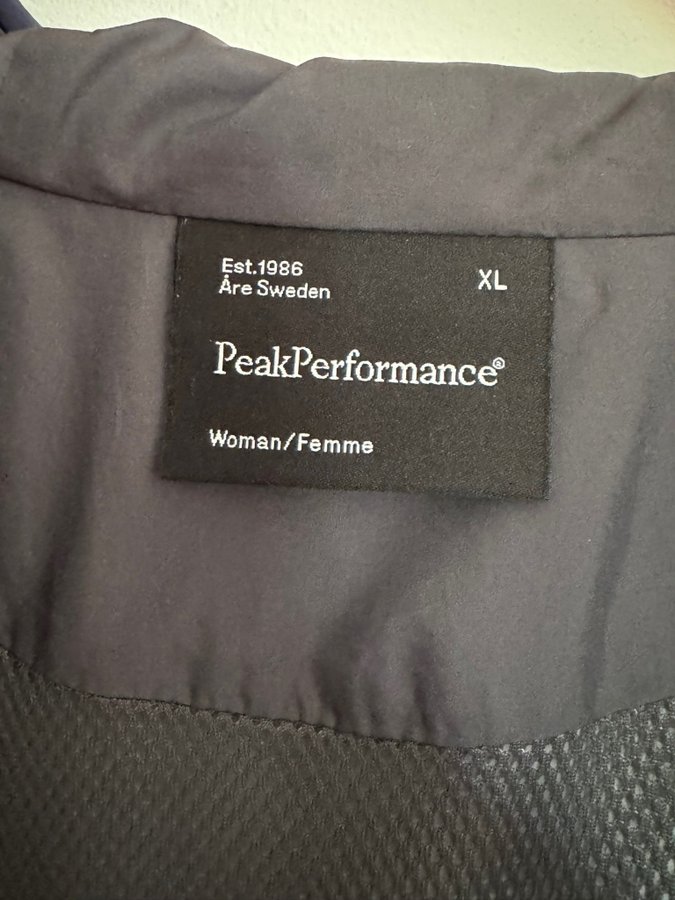 Est.1986
Åre Sweden
XL
PeakPerformance®
Woman/Femme